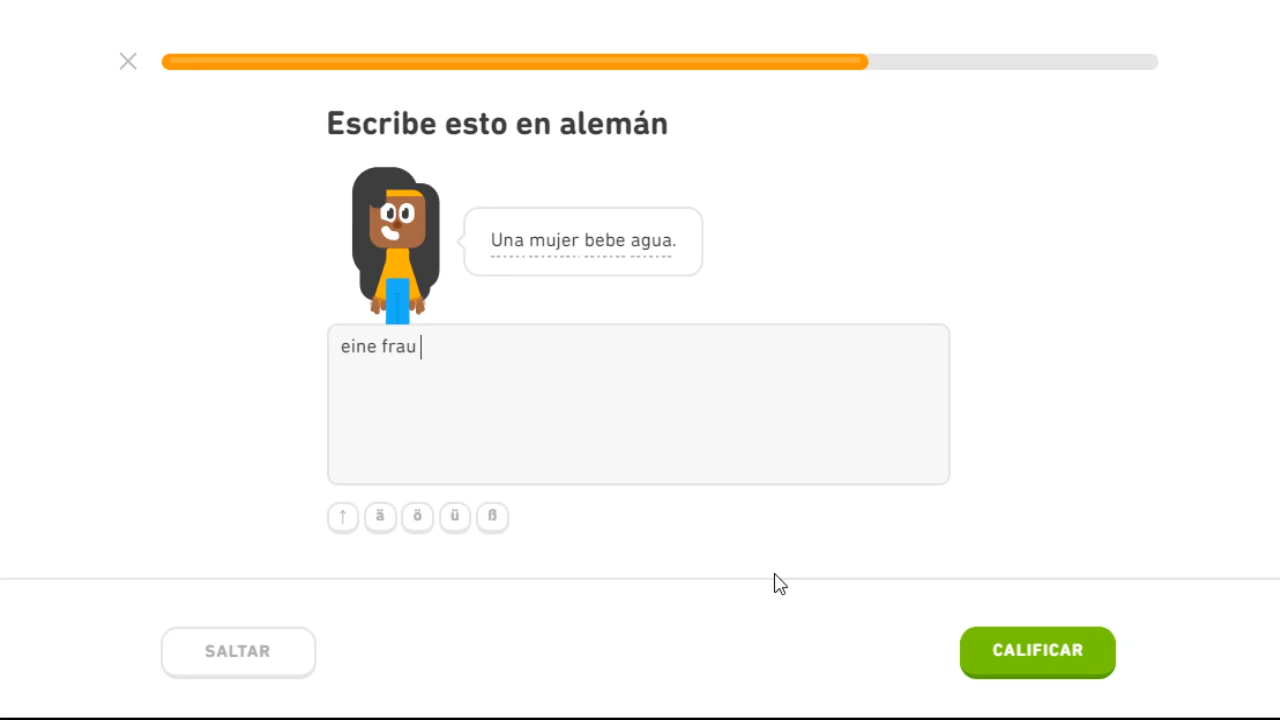 Escribe esto en alemán
Una mujer bebe agua.
eine frau
↑ ä ö ü ß
SALTAR
CALIFICAR